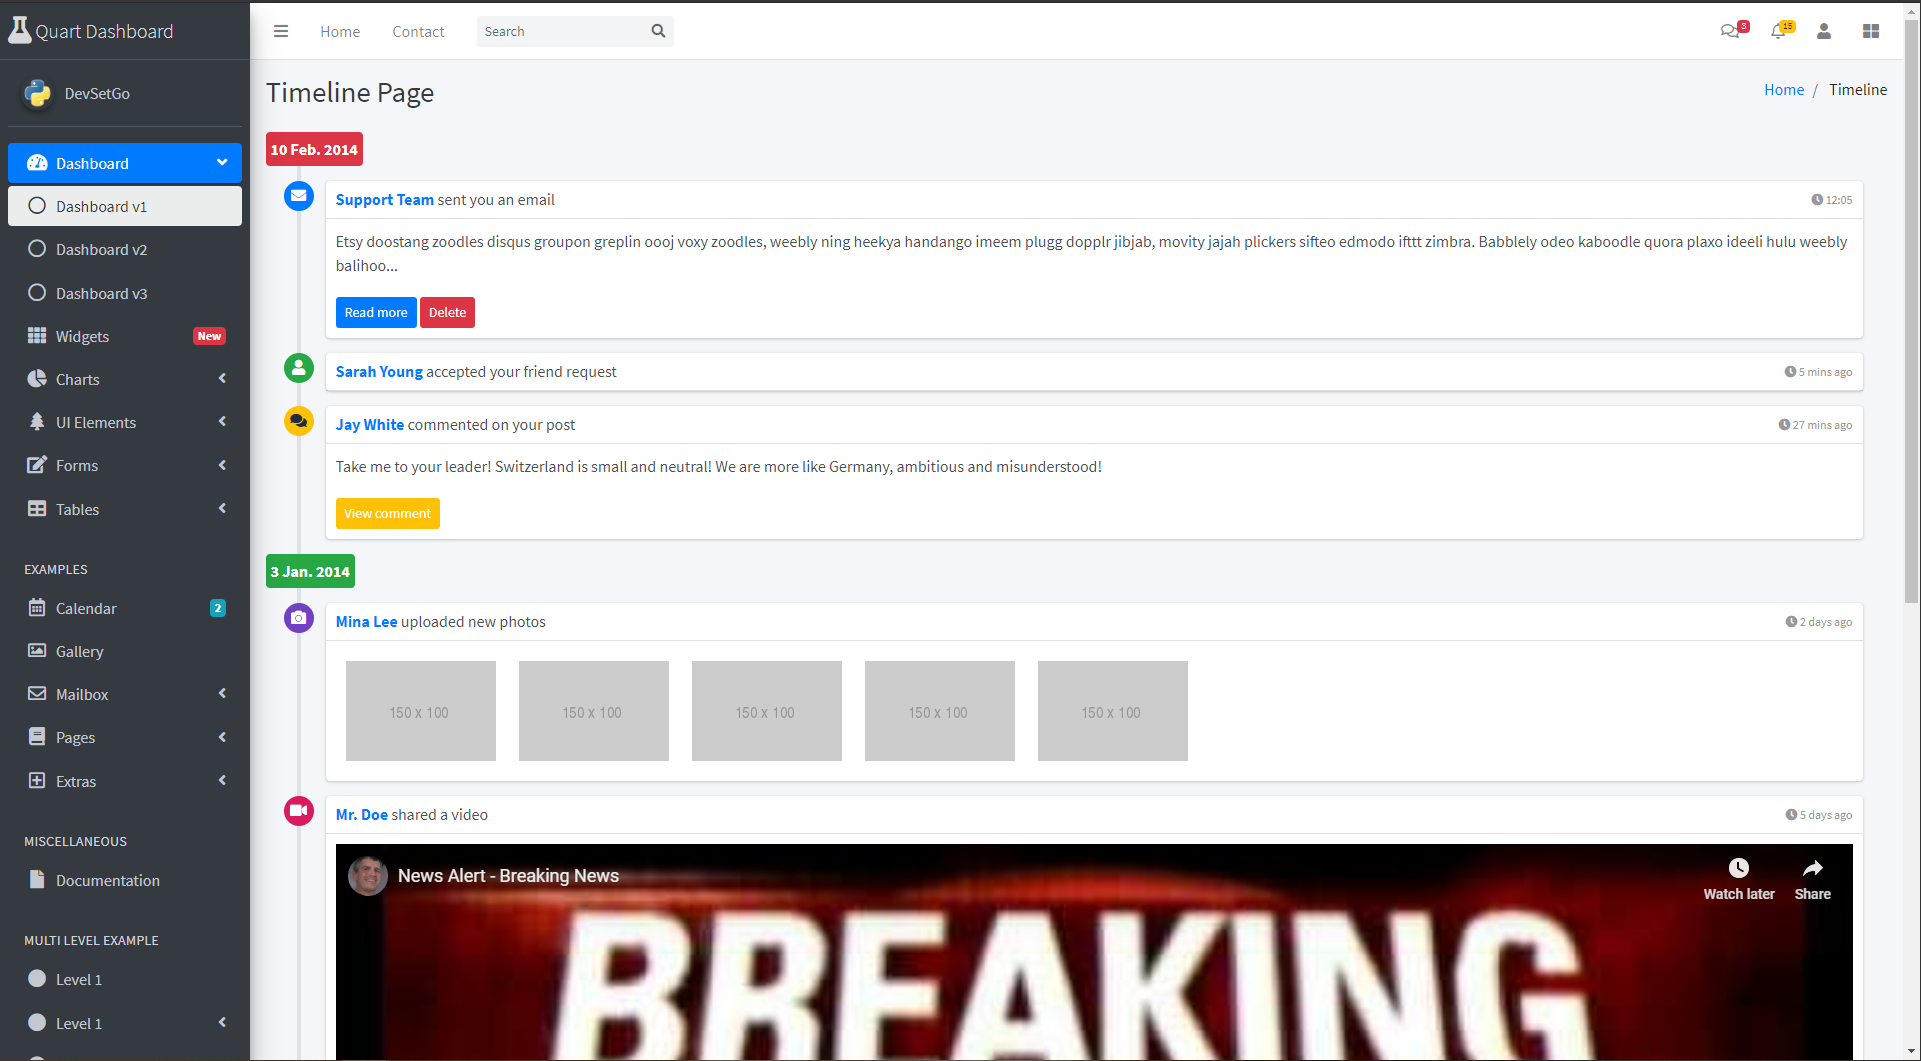 Quart Dashboard
Home
Contact
Search
3
15
DevSetGo
Dashboard
Dashboard v1
Dashboard v2
Dashboard v3
Widgets New
Charts
UI Elements
Forms
Tables
EXAMPLES
Calendar 2
Gallery
Mailbox
Pages
Extras
MISCELLANEOUS
Documentation
MULTI LEVEL EXAMPLE
Level 1
Level 1
Timeline Page
Home / Timeline
10 Feb. 2014
Support Team sent you an email 12:05
Etsy doostang zoodles disqus groupon greplin oooj voxy zoodles, weebly ning heekya handango imeem plugg dopplr jibjab, movity jajah plickers sifteo edmodo ifttt zimbra. Babblely odeo kaboodle quora plaxo ideeli hulu weebly
balihoo...
Read more Delete
Sarah Young accepted your friend request 5 mins ago
Jay White commented on your post 27 mins ago
Take me to your leader! Switzerland is small and neutral! We are more like Germany, ambitious and misunderstood!
View comment
3 Jan. 2014
Mina Lee uploaded new photos 2 days ago
150 x 100 150 x 100 150 x 100 150 x 100 150 x 100
Mr. Doe shared a video 5 days ago
News Alert - Breaking News
Watch later Share
BREAKING